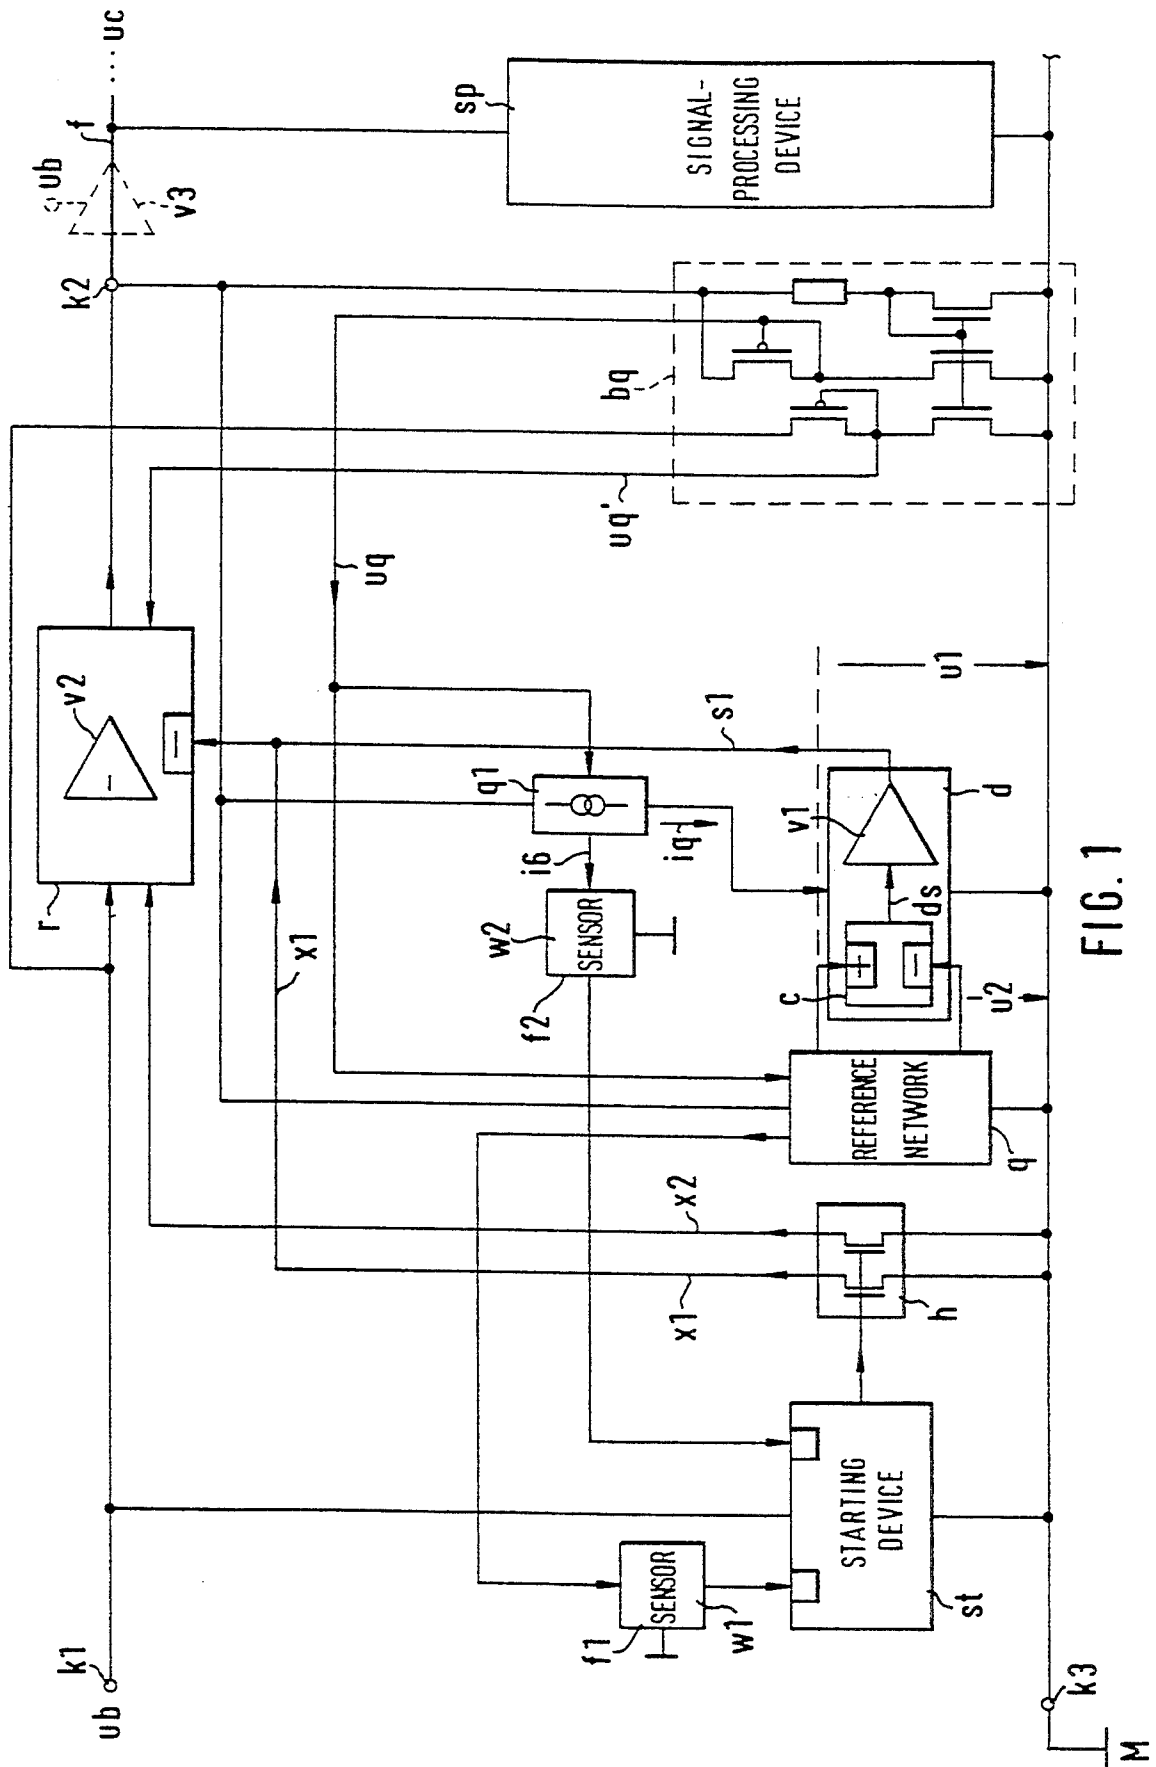 ub
k1
r
v2
k2
ub
v3
f
uc
x1
i6
q1
iq
s1
uq
uq'
bq
sp
SIGNAL-
PROCESSING
DEVICE
f1
SENSOR
w1
f2
SENSOR
w2
x1
x2
h
STARTING
DEVICE
st
REFERENCE
NETWORK
q
c
ds
v1
d
u1
u2
M
k3
FIG. 1